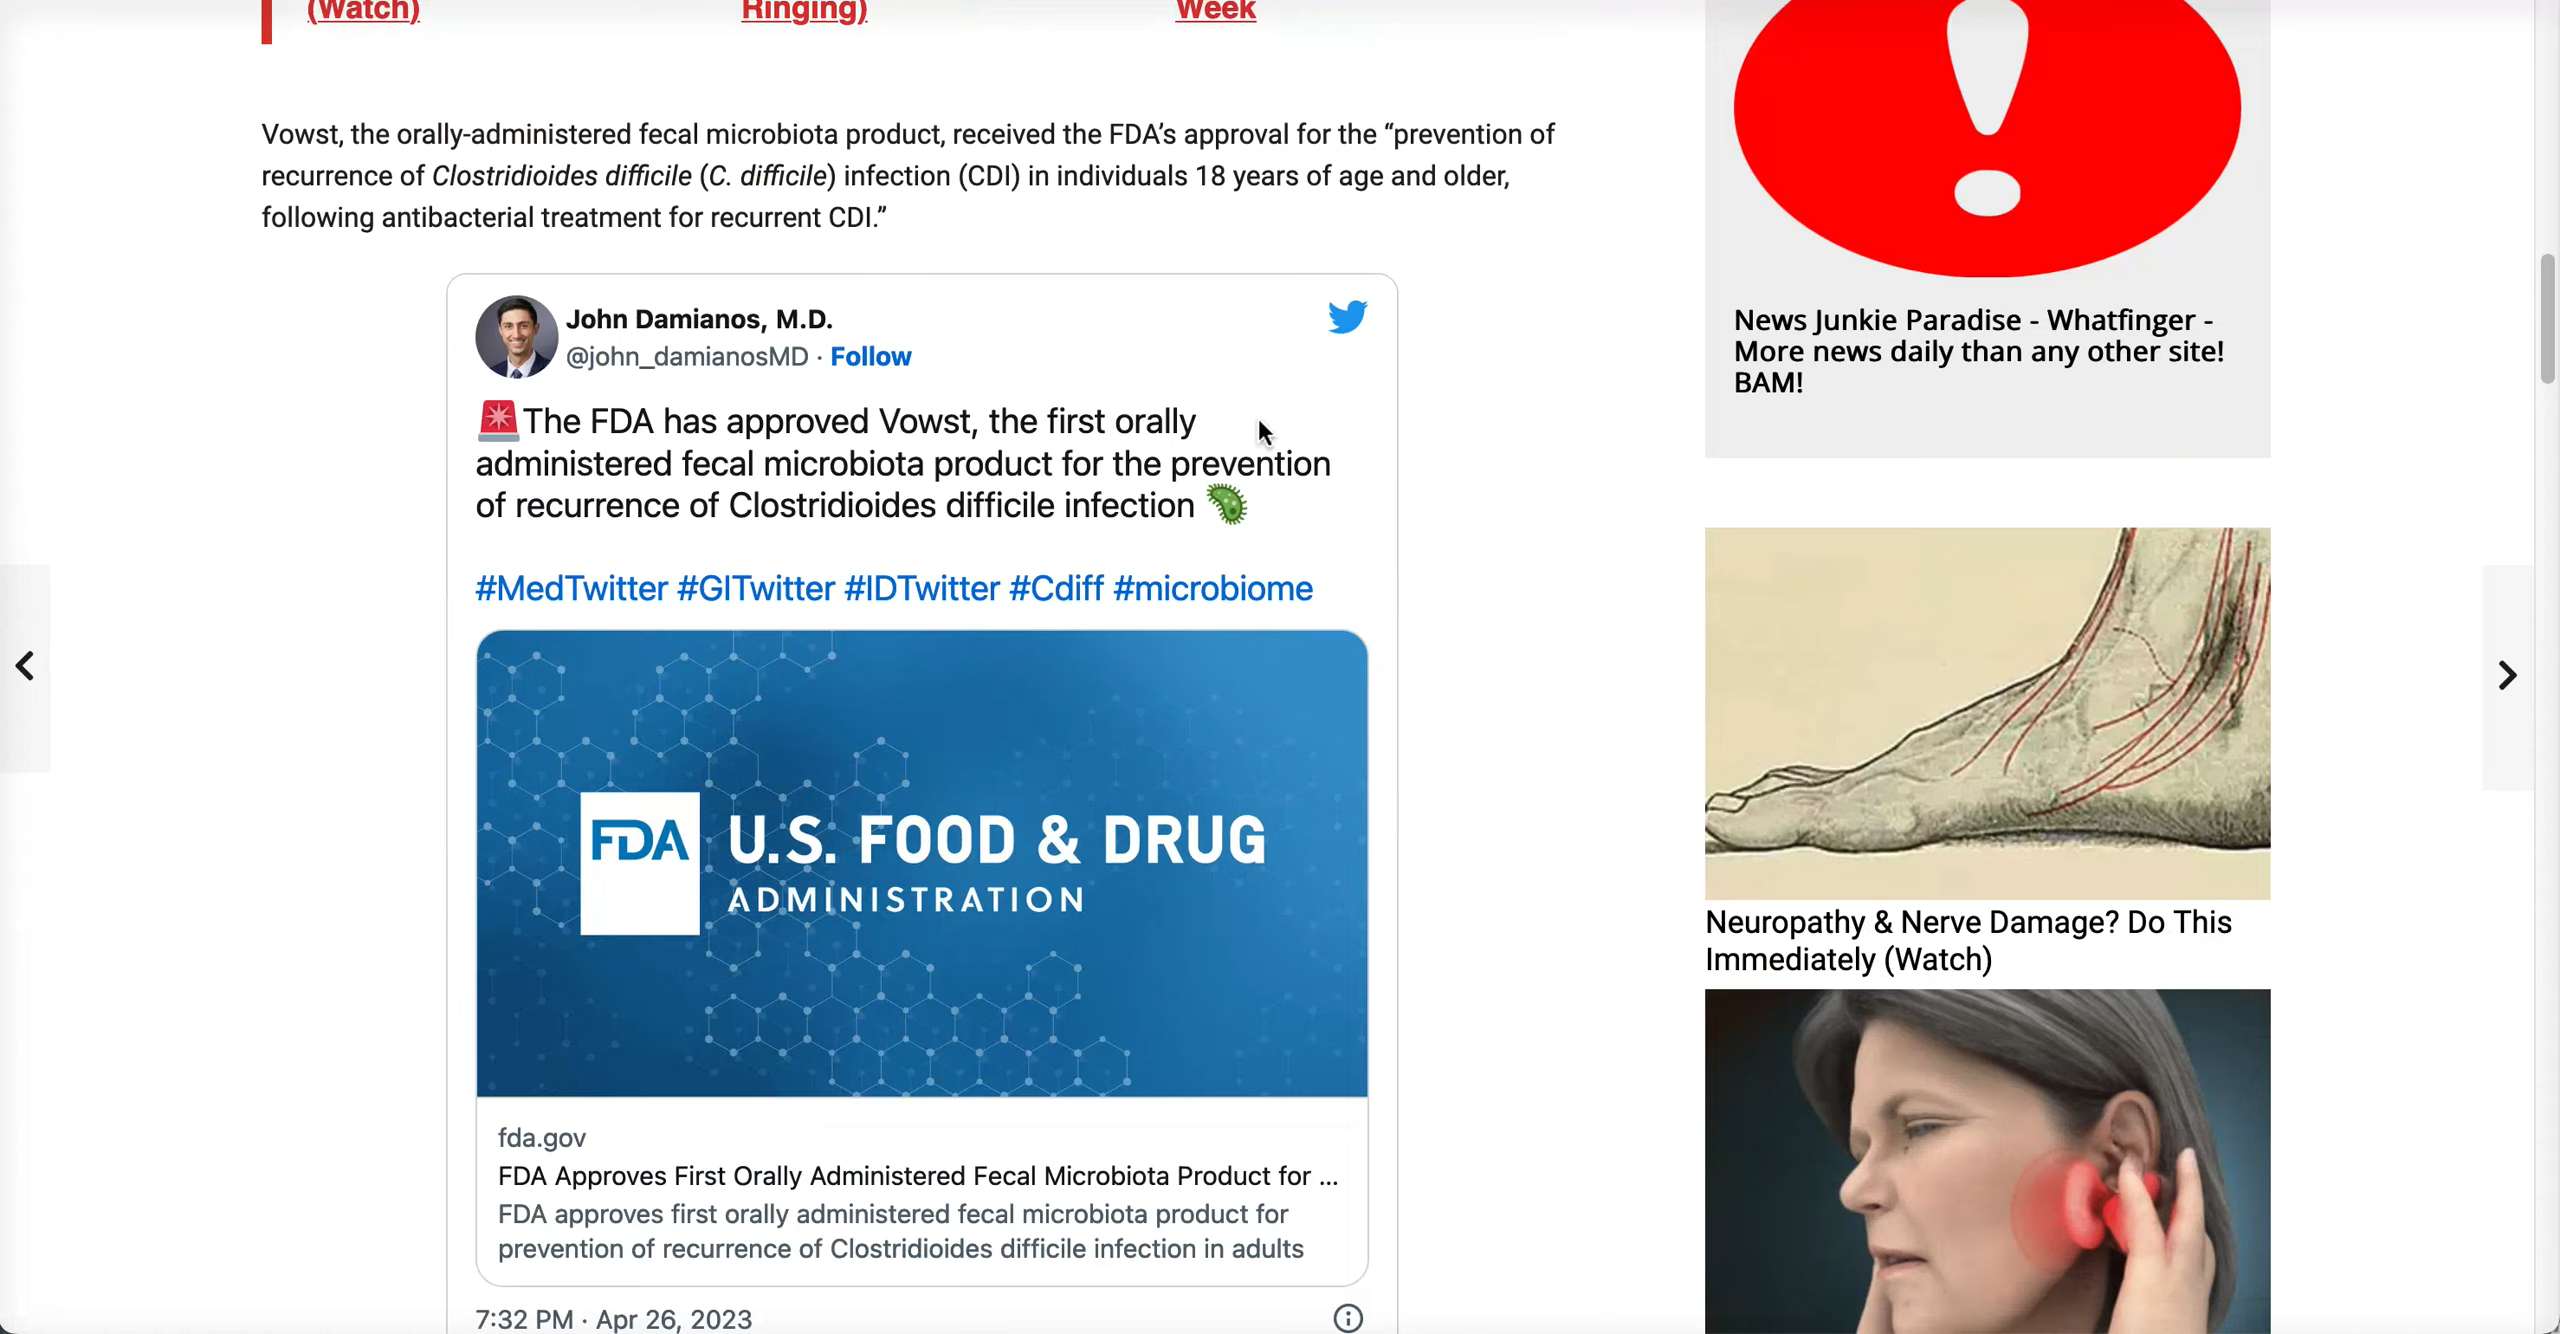 (Watch)
Ringing)
Week
Vowst, the orally-administered fecal microbiota product, received the FDA’s approval for the “prevention of
recurrence of Clostridioides difficile (C. difficile) infection (CDI) in individuals 18 years of age and older,
following antibacterial treatment for recurrent CDI.”
John Damianos, M.D.
@john_damianosMD · Follow
🚨The FDA has approved Vowst, the first orally
administered fecal microbiota product for the prevention
of recurrence of Clostridioides difficile infection 🦠
#MedTwitter #GITwitter #IDTwitter #Cdiff #microbiome
FDA
U.S. FOOD & DRUG
ADMINISTRATION
fda.gov
FDA Approves First Orally Administered Fecal Microbiota Product for ...
FDA approves first orally administered fecal microbiota product for
prevention of recurrence of Clostridioides difficile infection in adults
7:32 PM · Apr 26, 2023
News Junkie Paradise - Whatfinger -
More news daily than any other site!
BAM!
Neuropathy & Nerve Damage? Do This
Immediately (Watch)